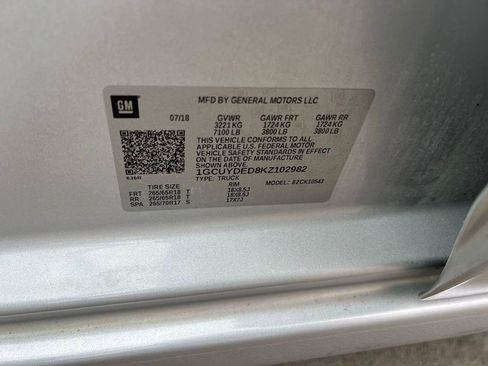 GM
MFD BY GENERAL MOTORS LLC
07/18 GVWR GAWR FRT GAWR RR
3221 KG 1724 KG 1724 KG
7100 LB 3800 LB 3800 LB
THIS VEHICLE CONFORMS TO ALL
APPLICABLE U.S. FEDERAL MOTOR
VEHICLE SAFETY STANDARDS IN
EFFECT ON THE DATE OF MANUFACTURE
SHOWN ABOVE.
1GCUYDED8KZ102982
TYPE: TRUCK MODEL:
TIRE SIZE RIM
FRT 265/65R18 T 18X8.5J
RR 265/65R18 T 18X8.5J
SPA 265/70R17 S 17X7J